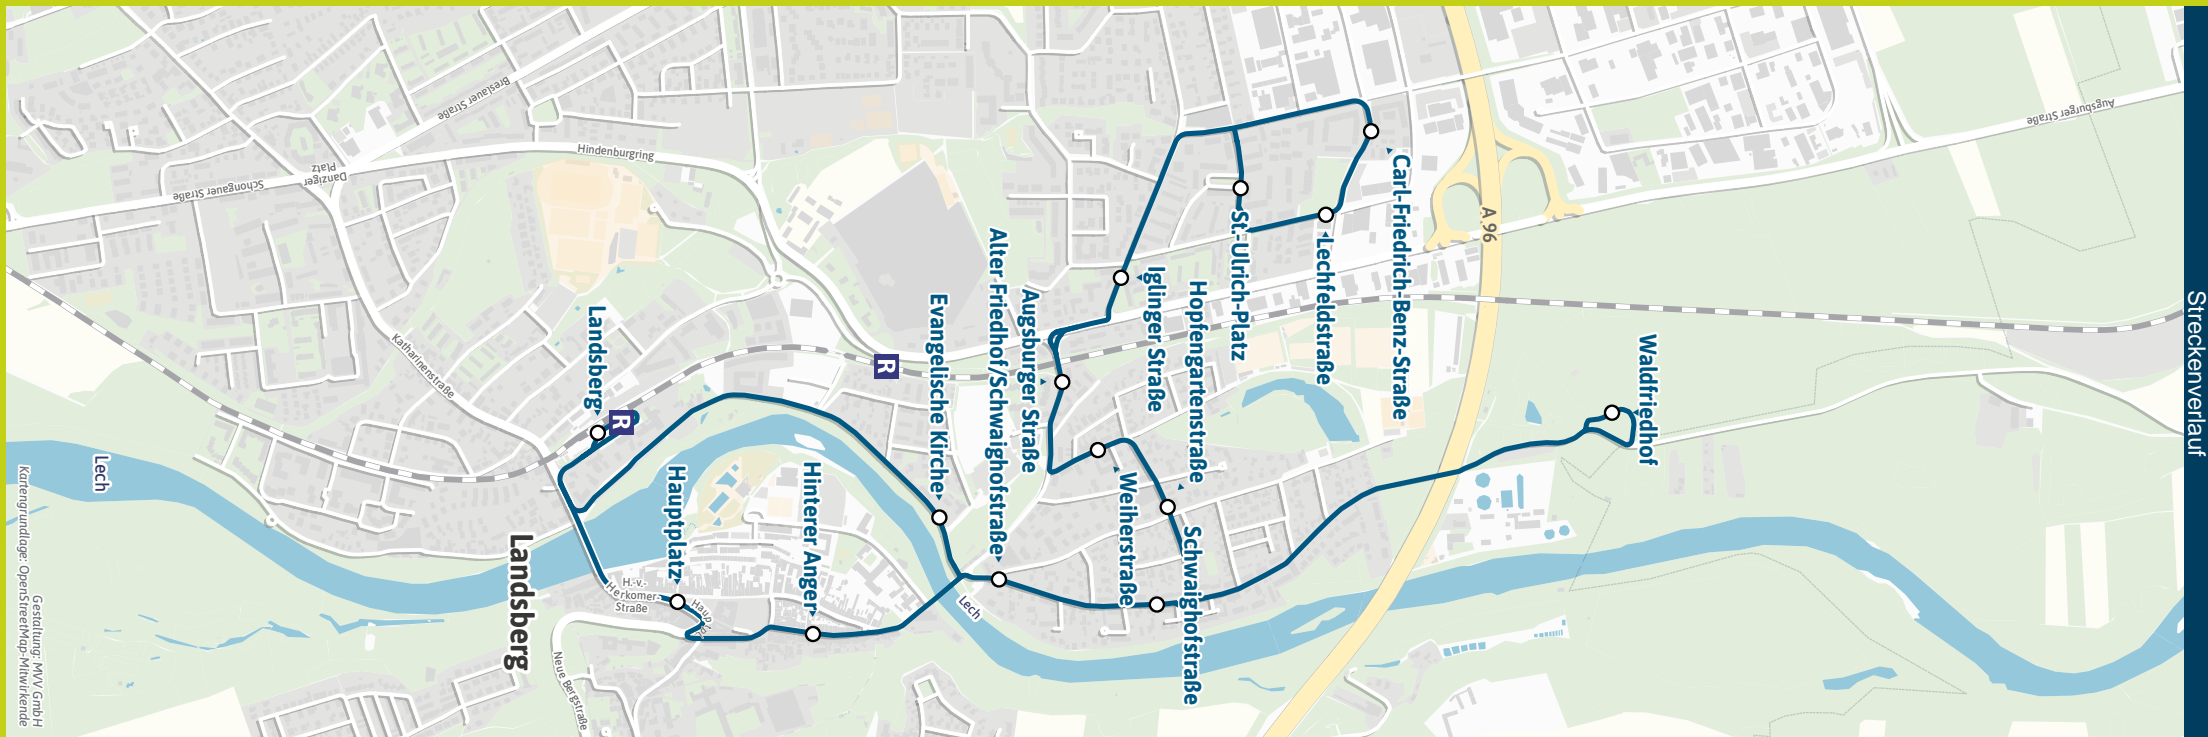 Streckenverlauf
Augsburger Straße
A 96
Waldfriedhof
Carl-Friedrich-Benz-Straße
Lechfeldstraße
St.-Ulrich-Platz
Hopfengartenstraße
Schwaighofstraße
Iglinger Straße
Weiherstraße
Augsburger Straße
Alter Friedhof/Schwaighofstraße
Evangelische Kirche
Lech
R
Hinterer Anger
Hauptplatz
H.-v.-
Herkomer-
Straße
Landsberg
R
Landsberg
Neue Bergstraße
Hindenburgring
Breslauer Straße
Danziger
Platz
Schongauer Straße
Katharinenstraße
Lech
Gestaltung: MVV GmbH
Kartengrundlage: OpenStreetMap-Mitwirkende